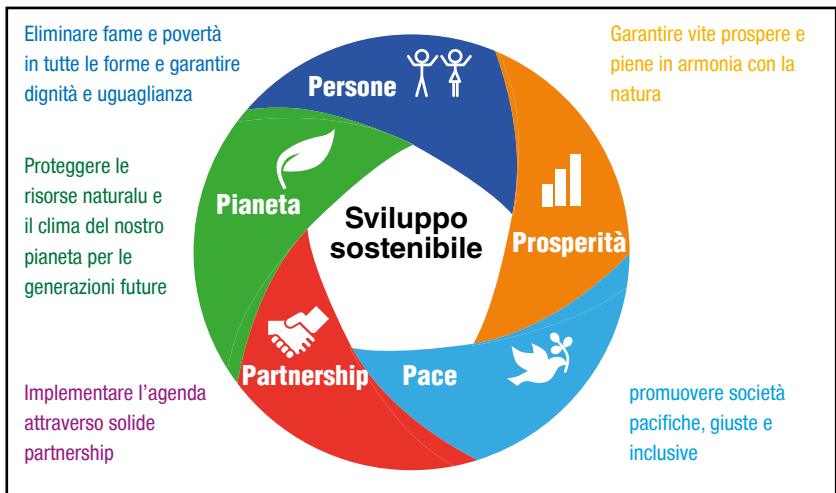 Eliminare fame e povertà
in tutte le forme e garantire
dignità e uguaglianza
Garantire vite prospere e
piene in armonia con la
natura
Persone
Proteggere le
risorse naturalu e
il clima del nostro
pianeta per le
generazioni future
Pianeta
Sviluppo
sostenibile
Prosperità
Partnership
Pace
Implementare l’agenda
attraverso solide
partnership
promuovere società
pacifiche, giuste e
inclusive